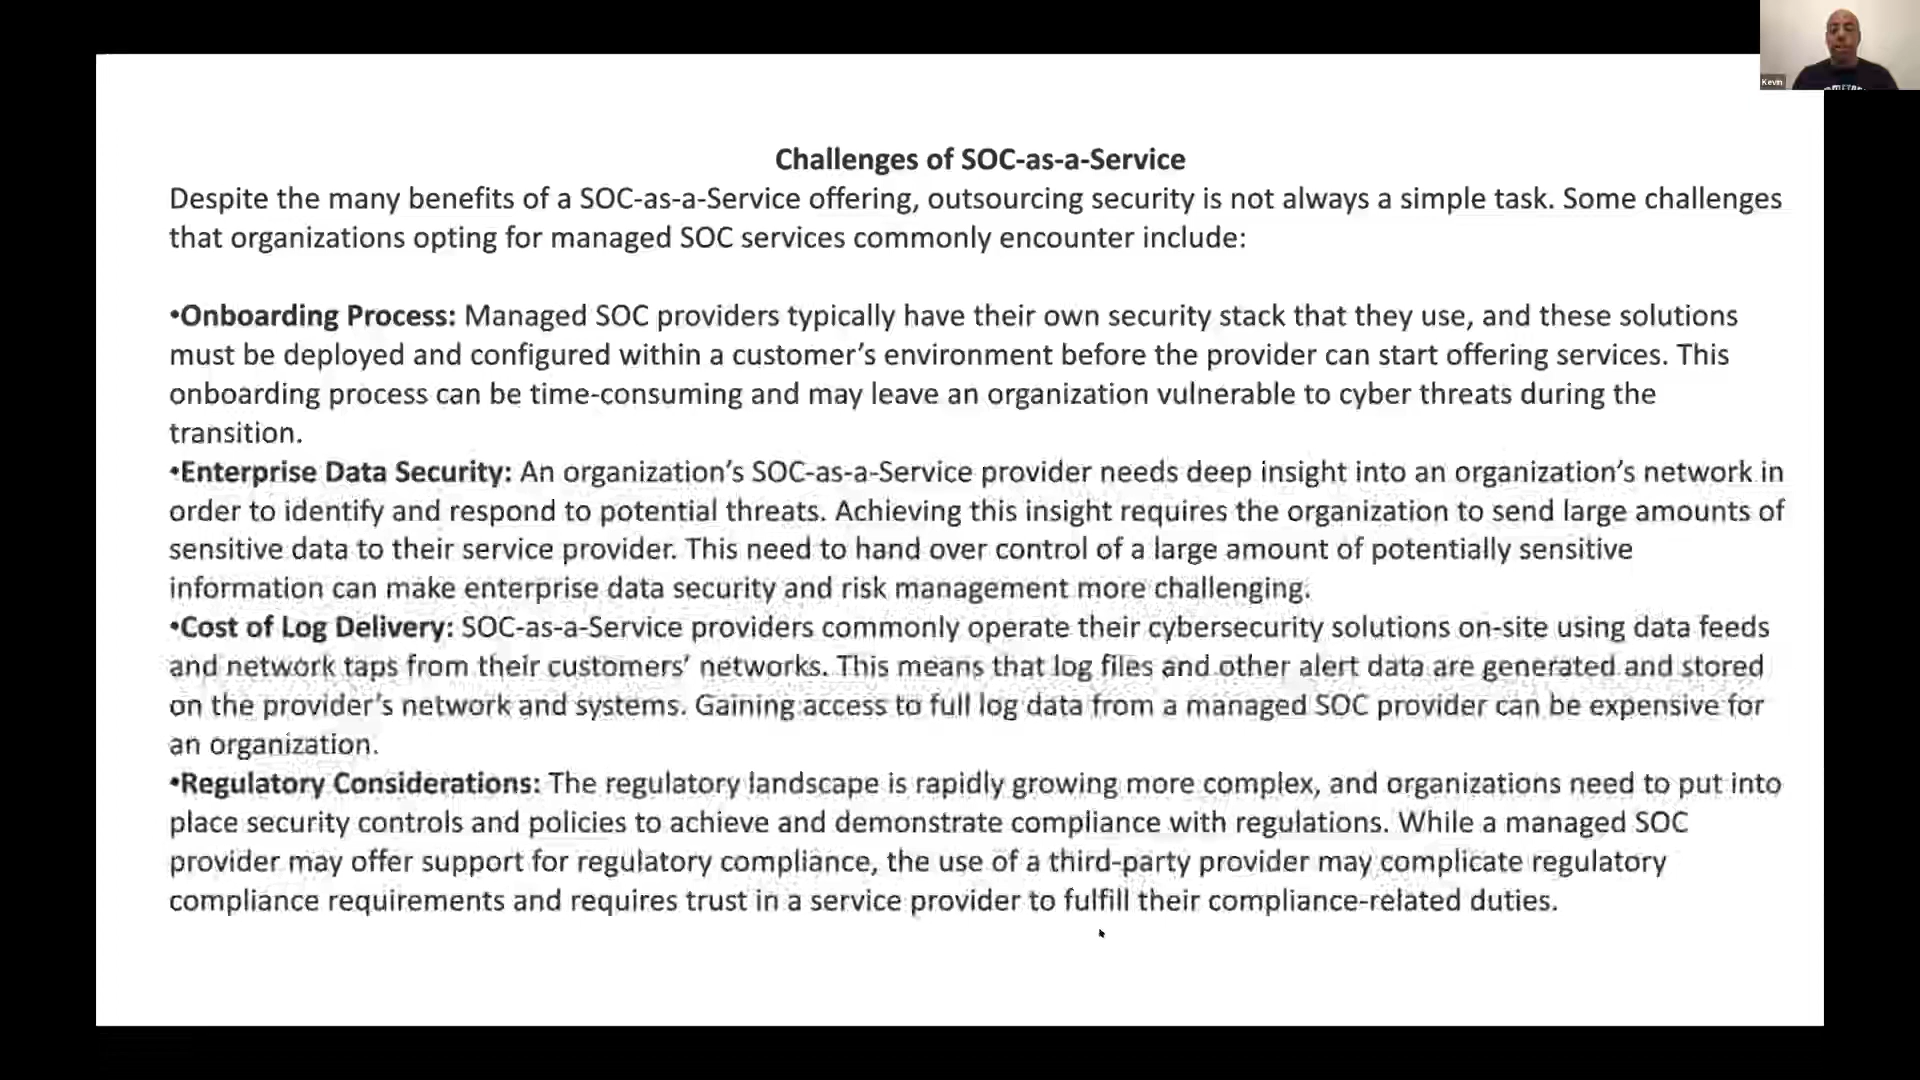 Kevin
Challenges of SOC-as-a-Service
Despite the many benefits of a SOC-as-a-Service offering, outsourcing security is not always a simple task. Some challenges
that organizations opting for managed SOC services commonly encounter include:
•Onboarding Process: Managed SOC providers typically have their own security stack that they use, and these solutions
must be deployed and configured within a customer’s environment before the provider can start offering services. This
onboarding process can be time-consuming and may leave an organization vulnerable to cyber threats during the
transition.
•Enterprise Data Security: An organization’s SOC-as-a-Service provider needs deep insight into an organization’s network in
order to identify and respond to potential threats. Achieving this insight requires the organization to send large amounts of
sensitive data to their service provider. This need to hand over control of a large amount of potentially sensitive
information can make enterprise data security and risk management more challenging.
•Cost of Log Delivery: SOC-as-a-Service providers commonly operate their cybersecurity solutions on-site using data feeds
and network taps from their customers’ networks. This means that log files and other alert data are generated and stored
on the provider’s network and systems. Gaining access to full log data from a managed SOC provider can be expensive for
an organization.
•Regulatory Considerations: The regulatory landscape is rapidly growing more complex, and organizations need to put into
place security controls and policies to achieve and demonstrate compliance with regulations. While a managed SOC
provider may offer support for regulatory compliance, the use of a third-party provider may complicate regulatory
compliance requirements and requires trust in a service provider to fulfill their compliance-related duties.